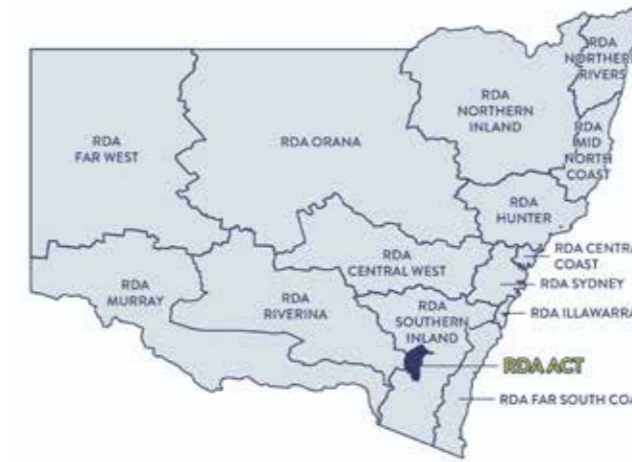 RDA
NORTHERN
RIVERS
RDA
NORTHERN
INLAND
RDA
MID
NORTH
COAST
RDA
FAR WEST
RDA ORANA
RDA
HUNTER
RDA CENTRAL
COAST
RDA
CENTRAL WEST
RDA SYDNEY
RDA
MURRAY
RDA
RIVERINA
RDA
SOUTHERN
INLAND
RDA ILLAWARRA
RDA ACT
RDA FAR SOUTH COA